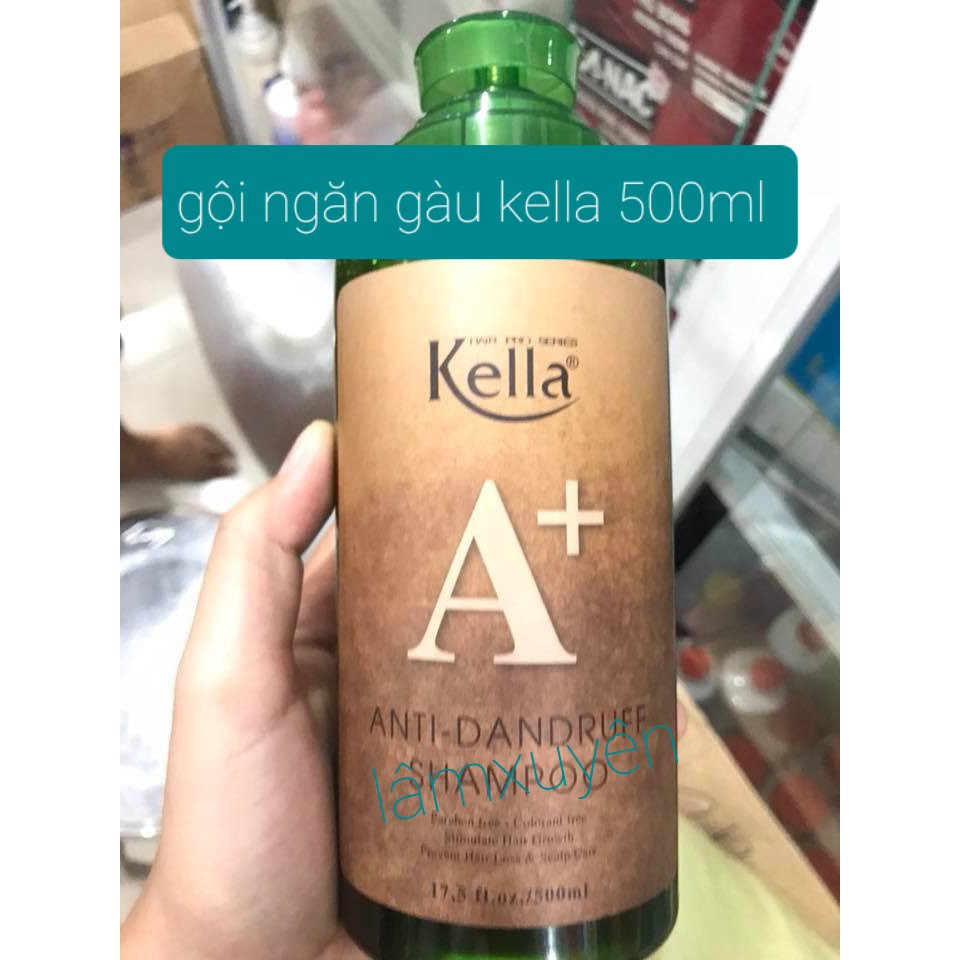 ANAC
gội ngăn gàu kella 500ml
HAIR PRO SERIES
Kella®
A+
ANTI-DANDRUFF
SHAMPOO
lâmxuyên
Paraben free - Colorant free
Stimulate Hair Growth
Prevent Hair Loss & Scalp Care
17.5 fl.oz./500ml